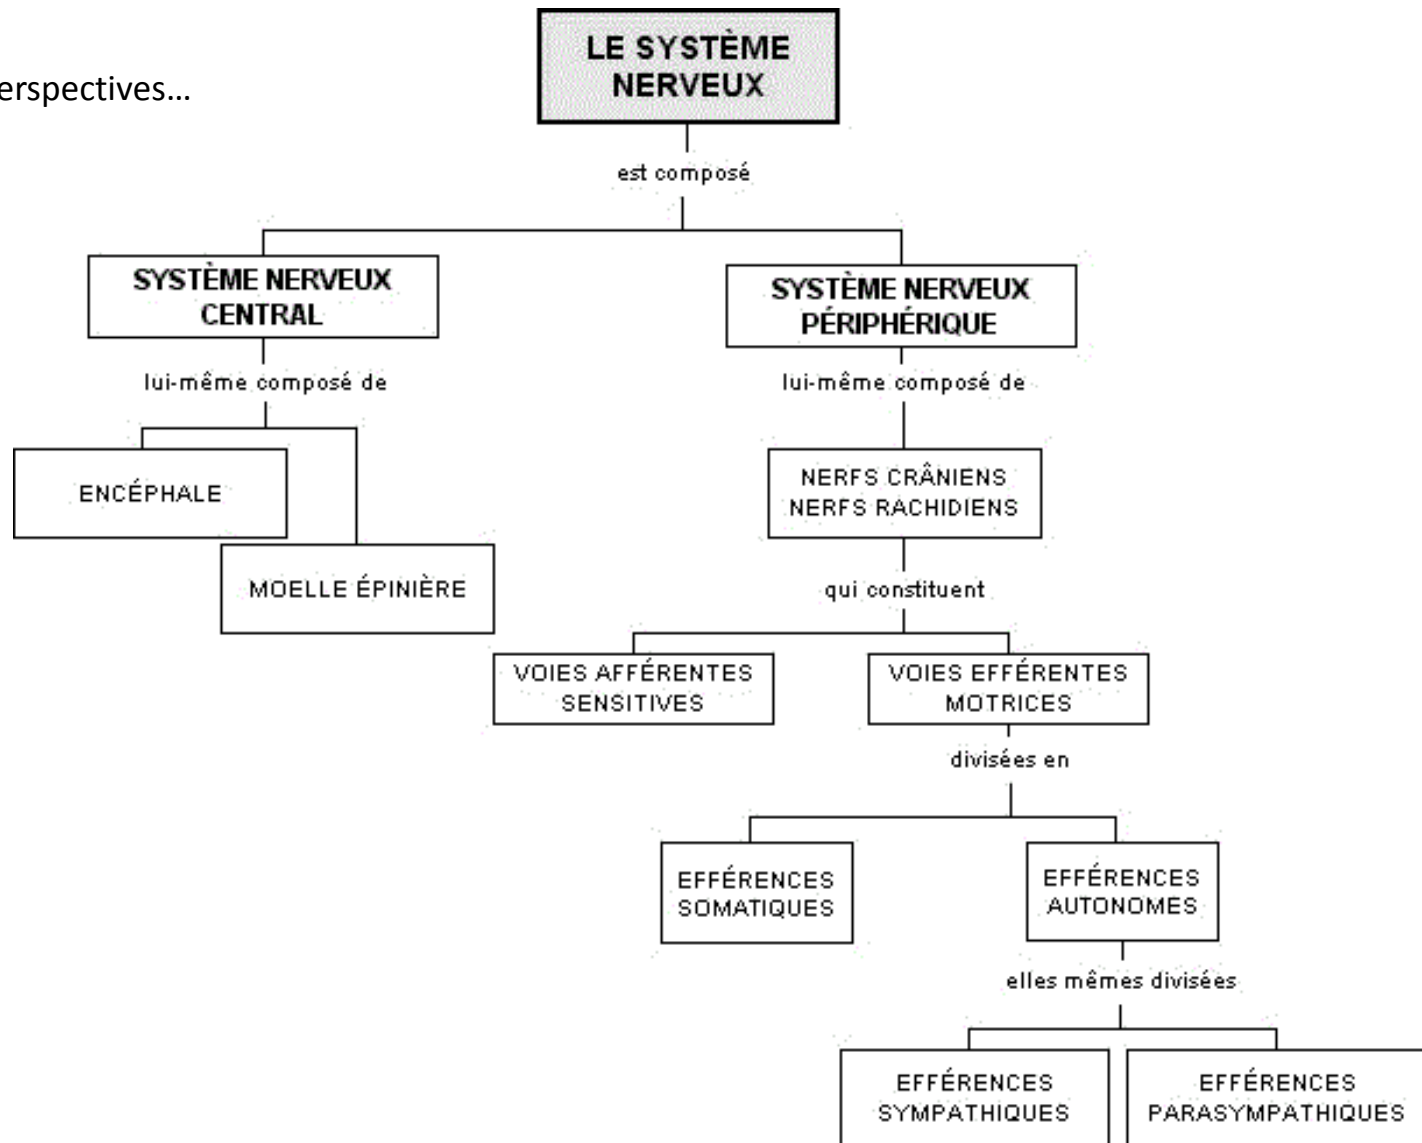 LE SYSTÈME
NERVEUX
erspectives…
est composé
SYSTÈME NERVEUX
CENTRAL
SYSTÈME NERVEUX
PÉRIPHÉRIQUE
lui-même composé de
lui-même composé de
ENCÉPHALE
NERFS CRÂNIENS
NERFS RACHIDIENS
MOELLE ÉPINIÈRE
qui constituent
VOIES AFFÉRENTES
SENSITIVES
VOIES EFFÉRENTES
MOTRICES
divisées en
EFFÉRENCES
SOMATIQUES
EFFÉRENCES
AUTONOMES
elles mêmes divisées
EFFÉRENCES
SYMPATHIQUES
EFFÉRENCES
PARASYMPATHIQUES